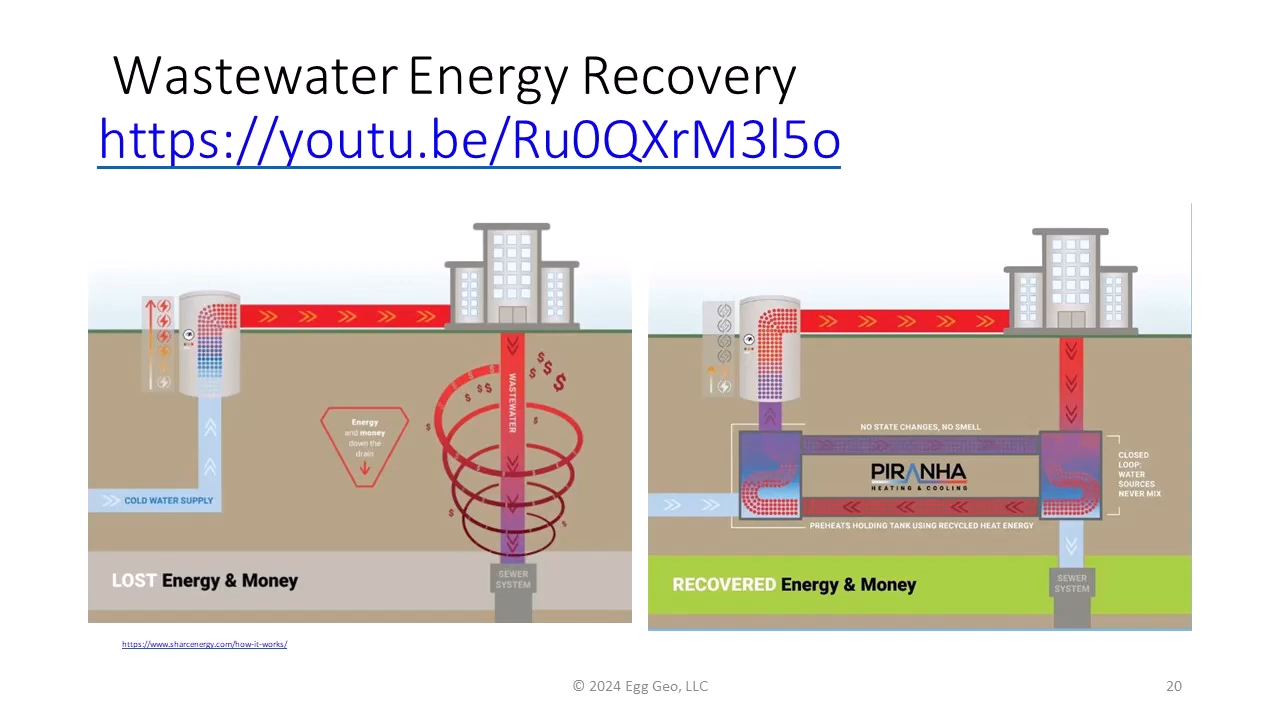 Wastewater Energy Recovery
https://youtu.be/Ru0QXrM3l5o
WASTEWATER
$
$
$
$
$
$
$
$
$
$
$
$
$
$
Energy
and money
down the
drain
COLD WATER SUPPLY
SEWER
SYSTEM
LOST Energy & Money
NO STATE CHANGES, NO SMELL
PIRANHA
HEATING & COOLING
CLOSED
LOOP:
WATER
SOURCES
NEVER MIX
PREHEATS HOLDING TANK USING RECYCLED HEAT ENERGY
SEWER
SYSTEM
RECOVERED Energy & Money
https://www.sharcenergy.com/how-it-works/
© 2024 Egg Geo, LLC
20